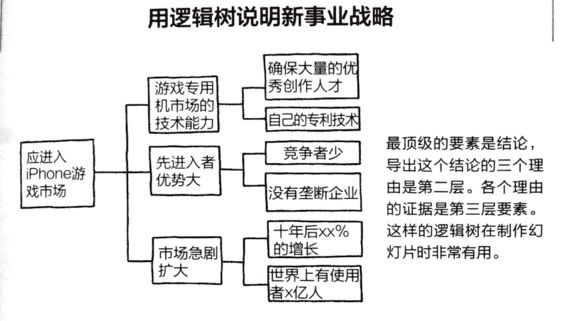 用逻辑树说明新事业战略
应进入
iPhone游
戏市场
游戏专用
机市场的
技术能力
确保大量的优
秀创作人才
自己的专利技术
先进入者
优势大
竞争者少
没有垄断企业
市场急剧
扩大
十年后xx%
的增长
世界上有使用
者x亿人
最顶级的要素是结论，
导出这个结论的三个理
由是第二层。各个理由
的证据是第三层要素。
这样的逻辑树在制作幻
灯片时非常有用。